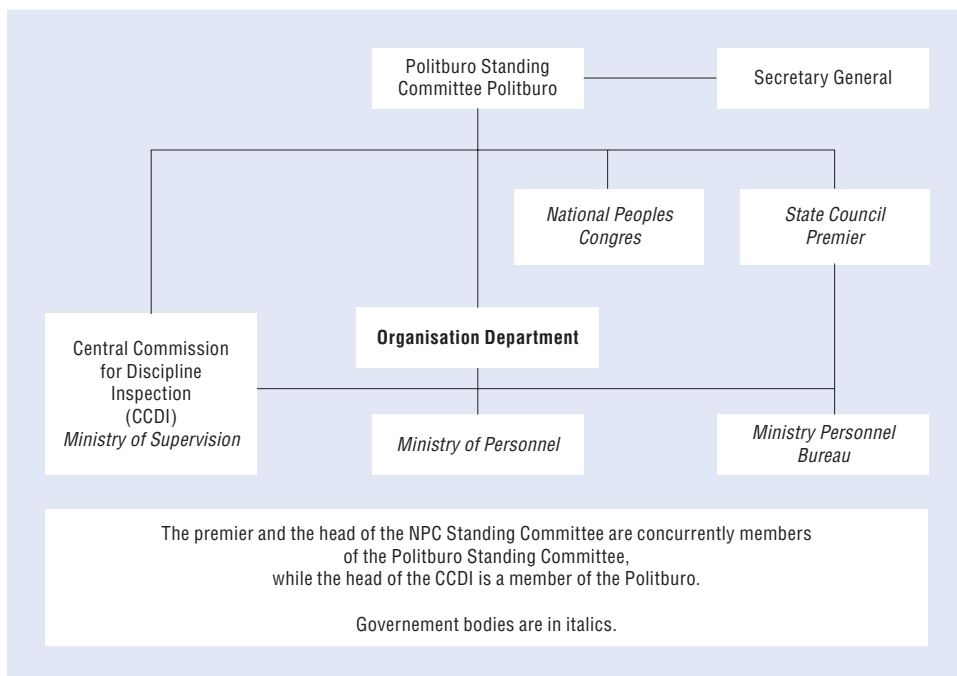 Politburo Standing
Committee Politburo
Secretary General
National Peoples
Congres
State Council
Premier
Central Commission
for Discipline
Inspection
(CCDI)
Ministry of Supervision
Organisation Department
Ministry of Personnel
Ministry Personnel
Bureau
The premier and the head of the NPC Standing Committee are concurrently members
of the Politburo Standing Committee,
while the head of the CCDI is a member of the Politburo.
Governement bodies are in italics.